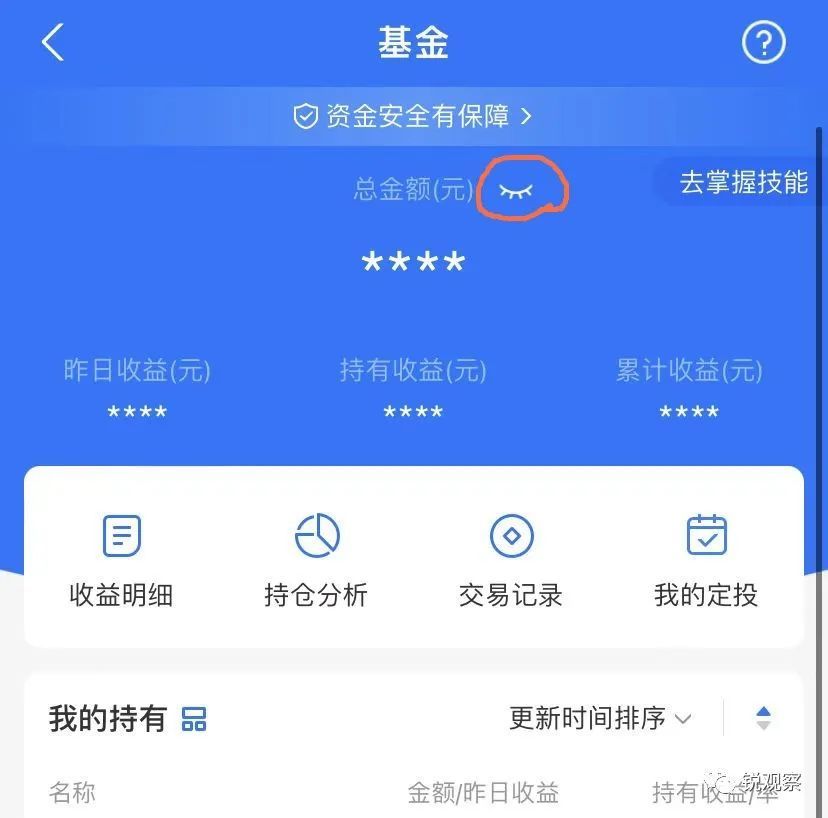 基金
?
资金安全有保障 >
总金额(元)
去掌握技能
****
昨日收益(元) 持有收益(元) 累计收益(元)
**** **** ****
收益明细 持仓分析 交易记录 我的定投
我的持有 更新时间排序
名称 金额/昨日收益 持有收益/率
锐观察